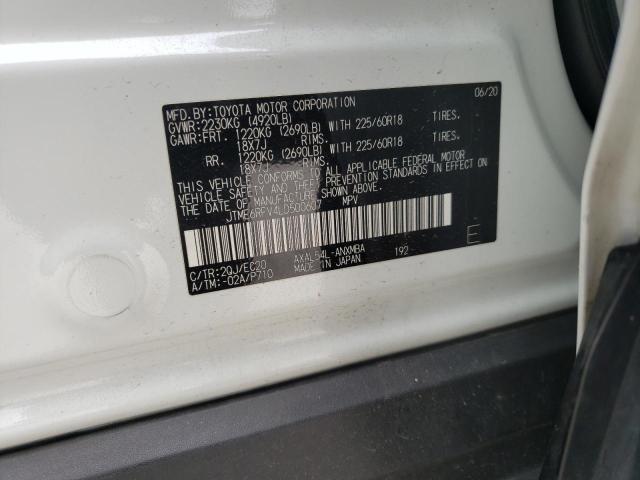 MFD.BY:TOYOTA MOTOR CORPORATION 06/20
GVWR:2230KG (4920LB)
GAWR:FRT. 1220KG (2690LB) WITH 225/60R18 TIRES.
18X7J RIMS.
RR. 1220KG (2690LB) WITH 225/60R18 TIRES.
18X7J RIMS.
THIS VEHICLE CONFORMS TO ALL APPLICABLE FEDERAL MOTOR
VEHICLE SAFETY AND THEFT PREVENTION STANDARDS IN EFFECT ON
THE DATE OF MANUFACTURE SHOWN ABOVE.
MPV
C/TR:20J/EC20 AXAL54L-ANXMBA 192 E
A/TM:-02A/P710 MADE IN JAPAN